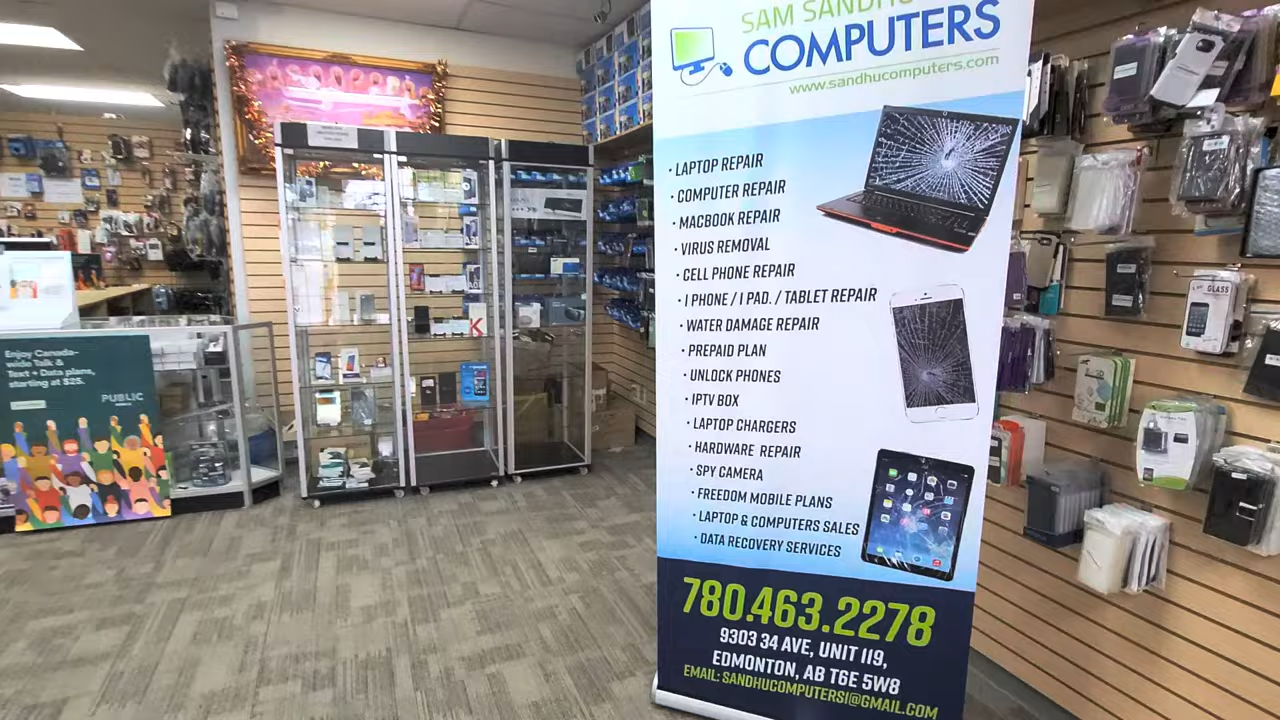 SAM SANDHU
COMPUTERS
www.sandhucomputers.com
· LAPTOP REPAIR
· COMPUTER REPAIR
· MACBOOK REPAIR
· VIRUS REMOVAL
· CELL PHONE REPAIR
· I PHONE / I PAD. / TABLET REPAIR
· WATER DAMAGE REPAIR
· PREPAID PLAN
· UNLOCK PHONES
· IPTV BOX
· LAPTOP CHARGERS
· HARDWARE REPAIR
· SPY CAMERA
· FREEDOM MOBILE PLANS
· LAPTOP & COMPUTERS SALES
· DATA RECOVERY SERVICES
780.463.2278
9303 34 AVE, UNIT 119,
EDMONTON, AB T6E 5W8
EMAIL: SANDHUCOMPUTERS1@GMAIL.COM
Enjoy Canada-
wide Talk &
Text + Data plans,
starting at $25.
PUBLIC
K
GLASS